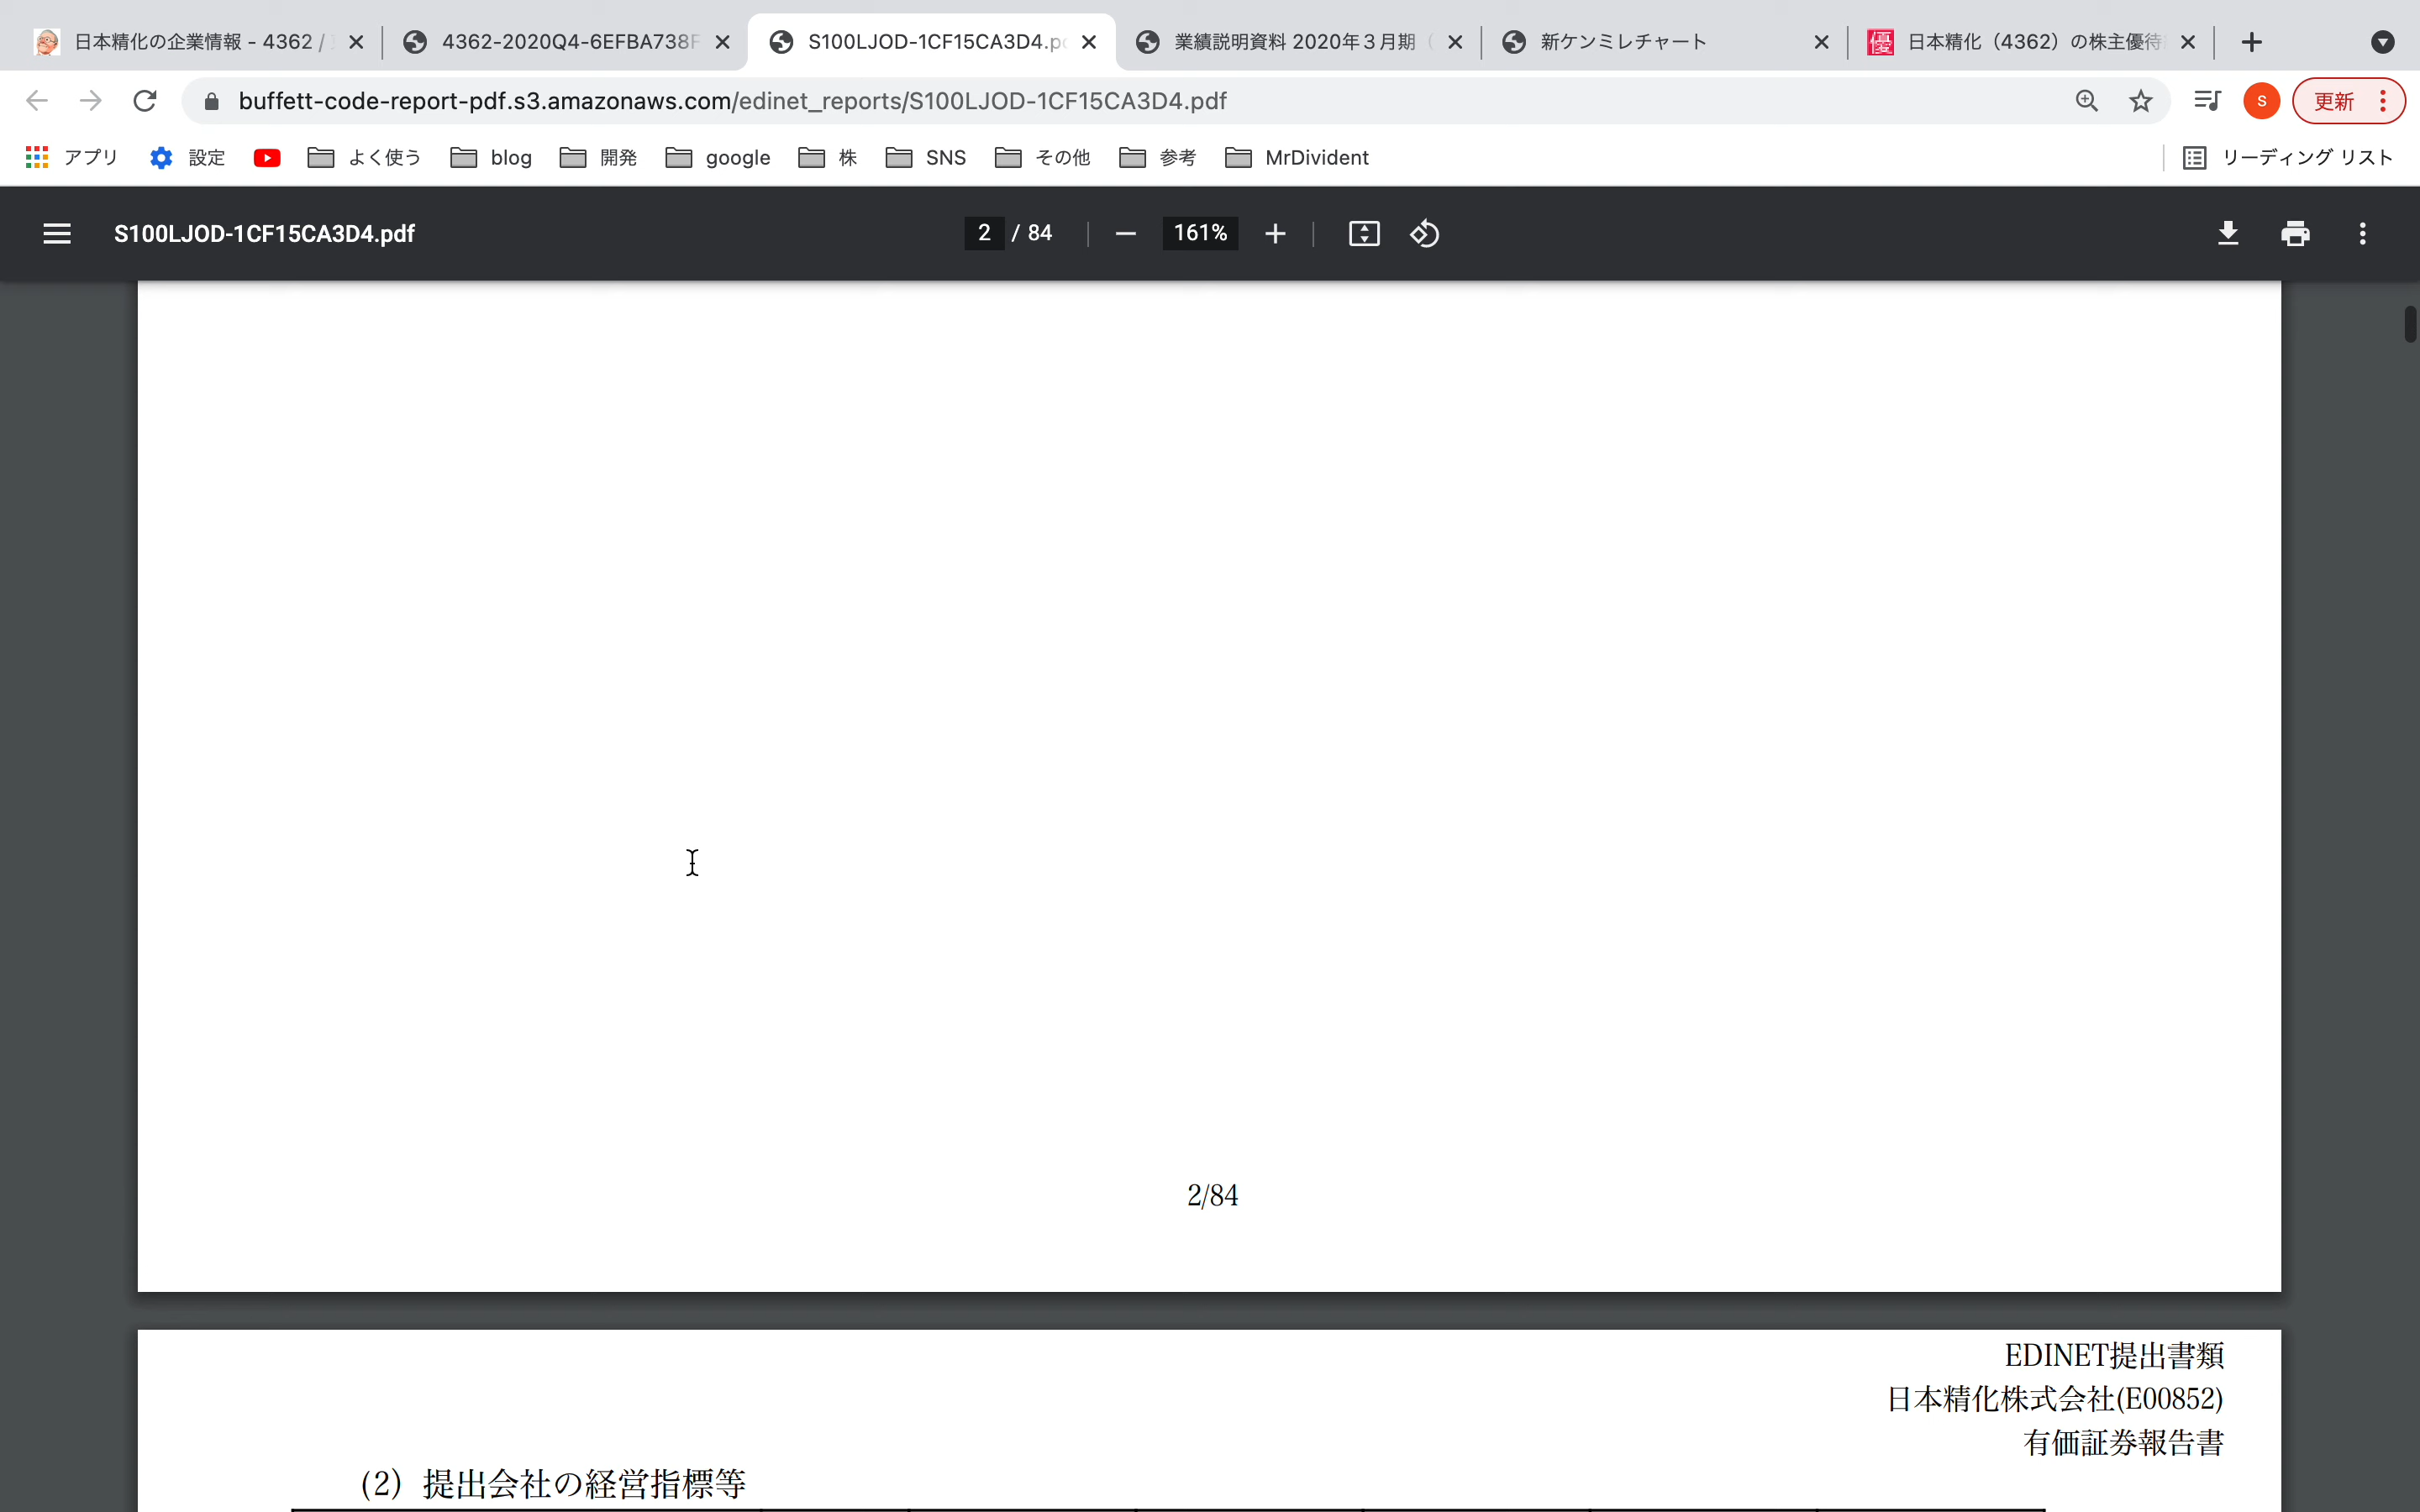 日本精化の企業情報 - 4362 /
4362-2020Q4-6EFBA738F
S100LJOD-1CF15CA3D4.p
業績説明資料 2020年３月期（
新ケンミレチャート
優
日本精化（4362）の株主優待
buffett-code-report-pdf.s3.amazonaws.com/edinet_reports/S100LJOD-1CF15CA3D4.pdf
S
更新
アプリ
設定
よく使う
blog
開発
google
株
SNS
その他
参考
MrDivident
リーディング リスト
S100LJOD-1CF15CA3D4.pdf
2 / 84
161%
2/84
EDINET提出書類
日本精化株式会社(E00852)
有価証券報告書
（2）提出会社の経営指標等